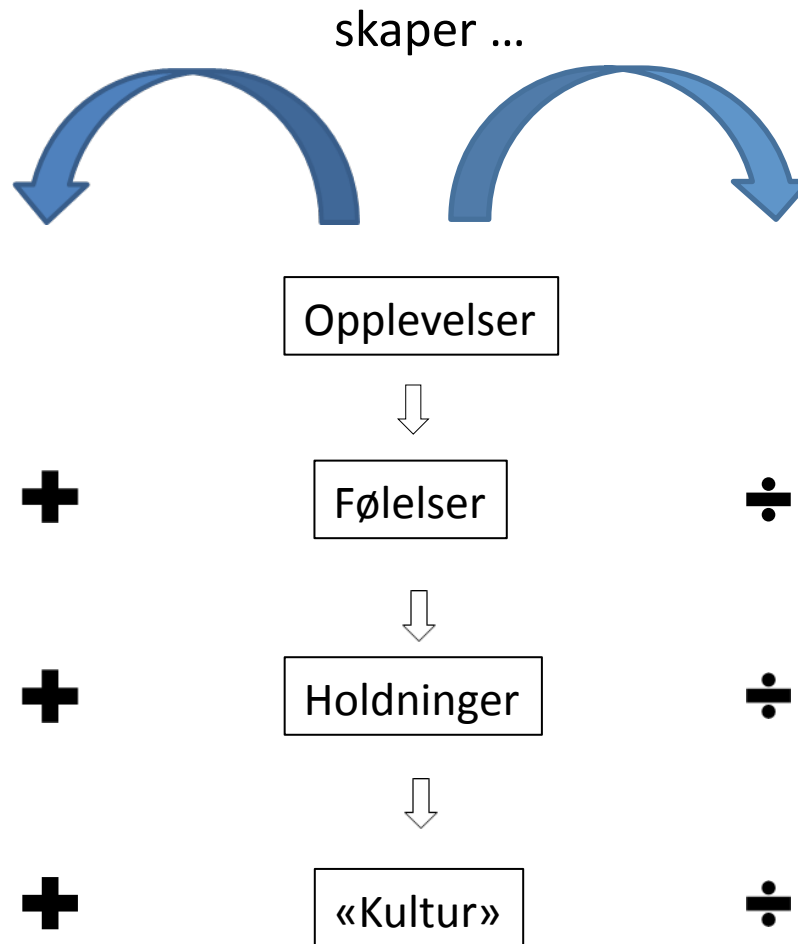 skaper …
Opplevelser
Følelser
Holdninger
«Kultur»